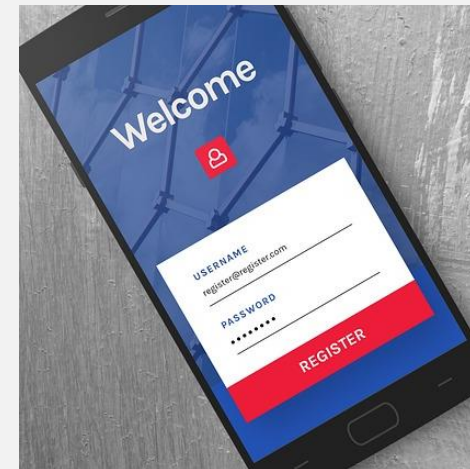 Welcome
USERNAME
register@register.com
PASSWORD
••••••••
REGISTER